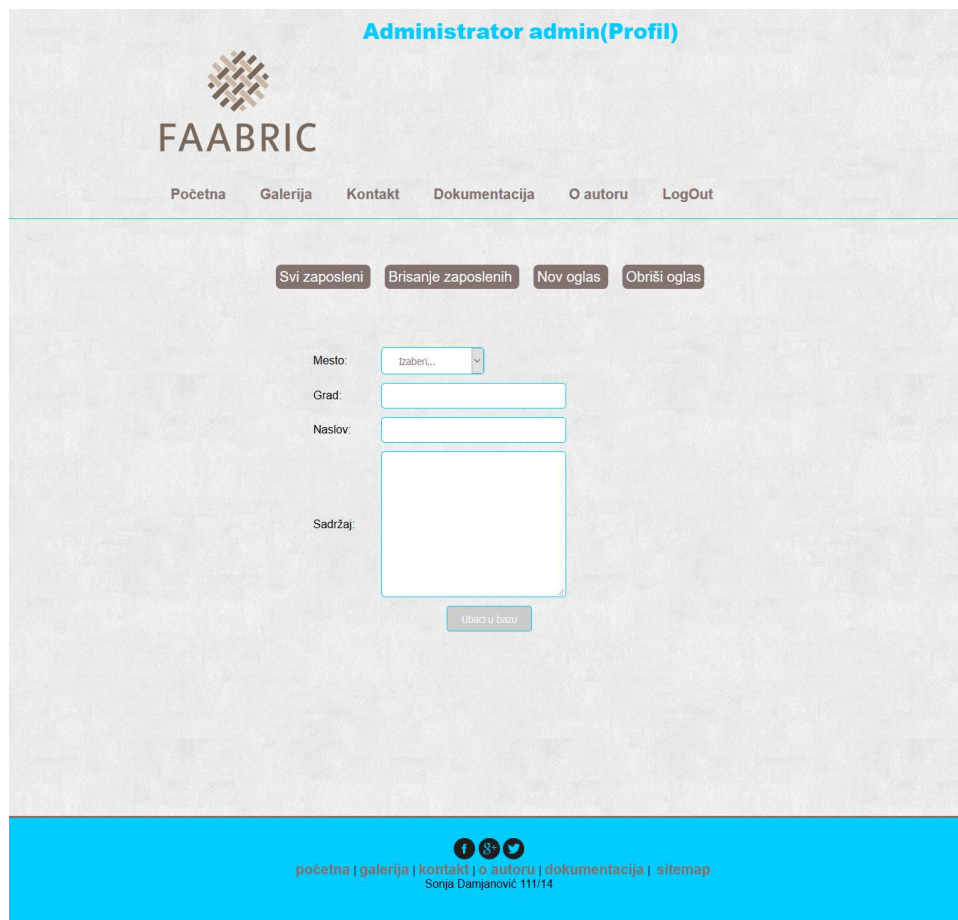 Administrator admin(Profil)
FAABRIC
Početna Galerija Kontakt Dokumentacija O autoru LogOut
Svi zaposleni Brisanje zaposlenih Nov oglas Obriši oglas
Mesto: Izaberi...
Grad:
Naslov:
Sadržaj:
Ubaci u bazu
f g+
početna | galerija | kontakt | o autoru | dokumentacija | sitemap
Sonja Damjanović 111/14